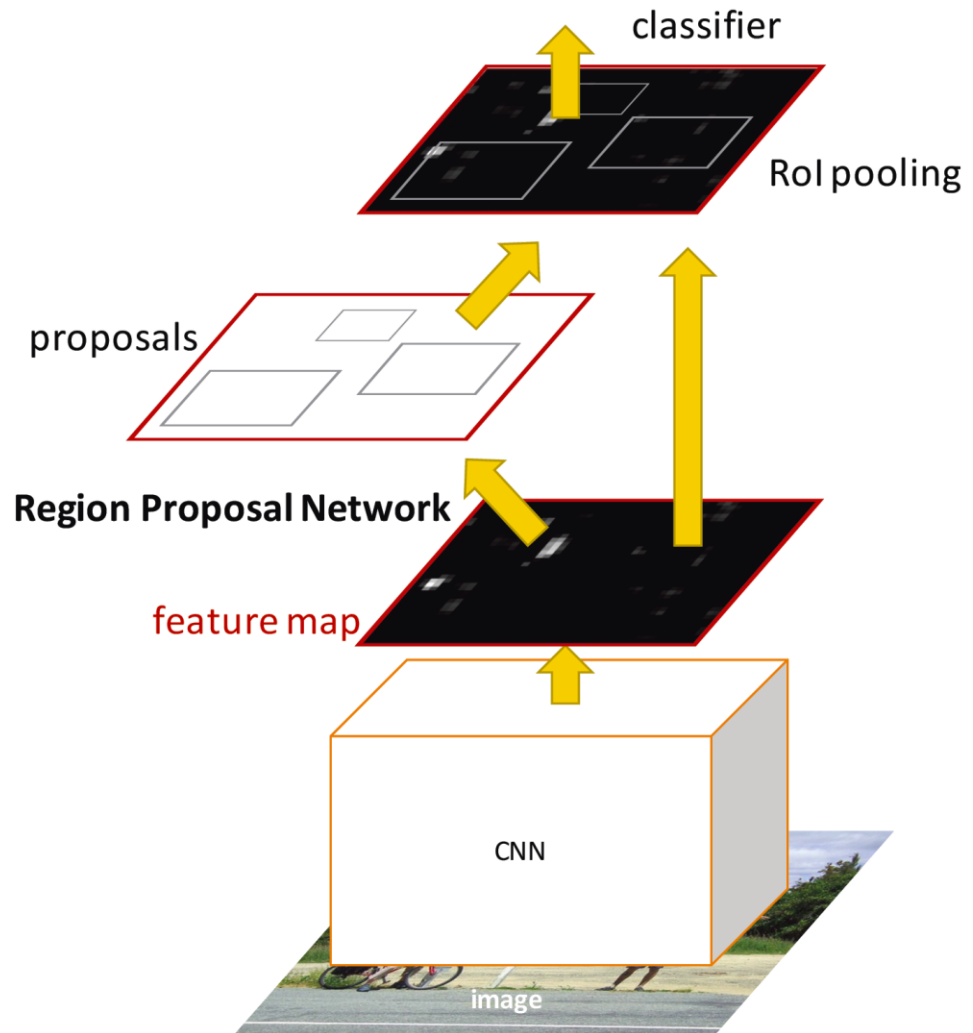 classifier
RoI pooling
proposals
Region Proposal Network
feature map
CNN
image